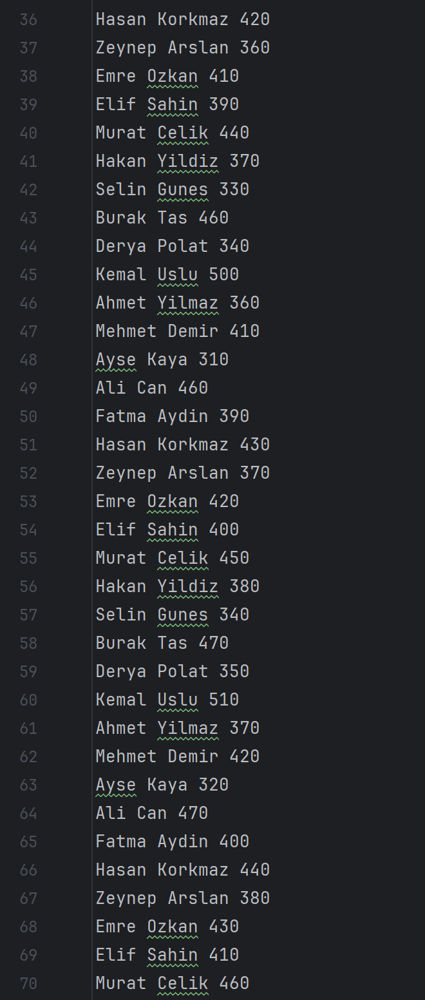 36 Hasan Korkmaz 420
37 Zeynep Arslan 360
38 Emre Ozkan 410
39 Elif Sahin 390
40 Murat Celik 440
41 Hakan Yildiz 370
42 Selin Gunes 330
43 Burak Tas 460
44 Derya Polat 340
45 Kemal Uslu 500
46 Ahmet Yilmaz 360
47 Mehmet Demir 410
48 Ayse Kaya 310
49 Ali Can 460
50 Fatma Aydin 390
51 Hasan Korkmaz 430
52 Zeynep Arslan 370
53 Emre Ozkan 420
54 Elif Sahin 400
55 Murat Celik 450
56 Hakan Yildiz 380
57 Selin Gunes 340
58 Burak Tas 470
59 Derya Polat 350
60 Kemal Uslu 510
61 Ahmet Yilmaz 370
62 Mehmet Demir 420
63 Ayse Kaya 320
64 Ali Can 470
65 Fatma Aydin 400
66 Hasan Korkmaz 440
67 Zeynep Arslan 380
68 Emre Ozkan 430
69 Elif Sahin 410
70 Murat Celik 460